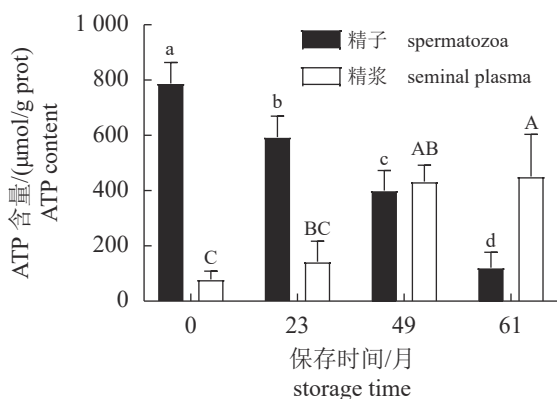 1 000
800
600
400
200
0
ATP 含量/(μmol/g prot)
ATP content
精子 spermatozoa
精浆 seminal plasma
a
b
c
d
C
BC
AB
A
0 23 49 61
保存时间/月
storage time